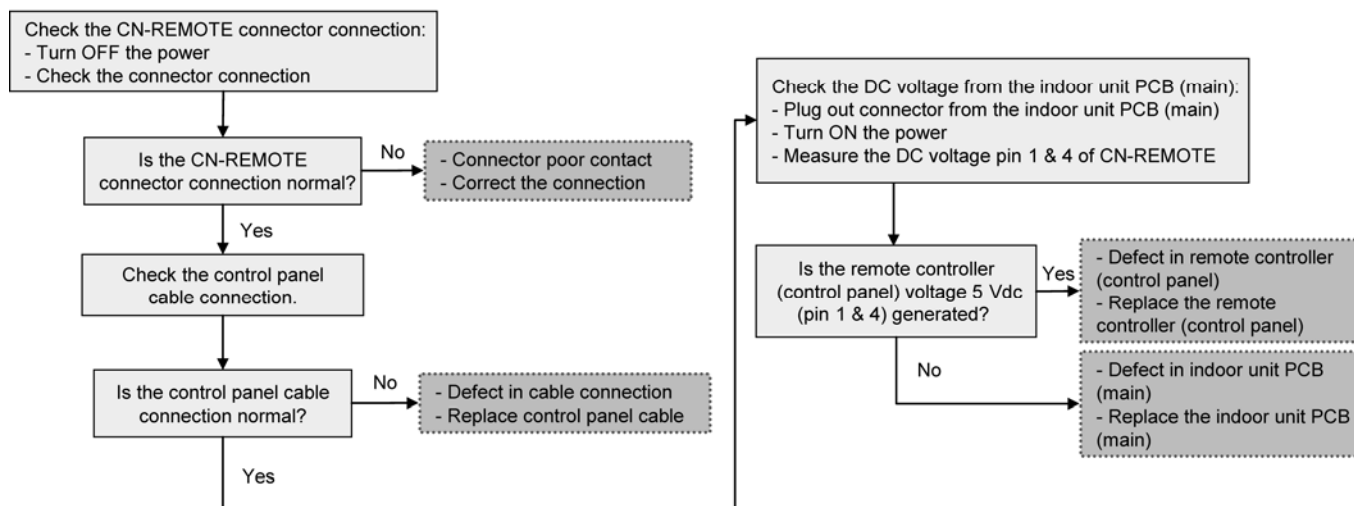 Check the CN-REMOTE connector connection:
- Turn OFF the power
- Check the connector connection
Is the CN-REMOTE
connector connection normal?
No
- Connector poor contact
- Correct the connection
Yes
Check the control panel
cable connection.
Is the control panel cable
connection normal?
No
- Defect in cable connection
- Replace control panel cable
Yes
Check the DC voltage from the indoor unit PCB (main):
- Plug out connector from the indoor unit PCB (main)
- Turn ON the power
- Measure the DC voltage pin 1 & 4 of CN-REMOTE
Is the remote controller
(control panel) voltage 5 Vdc
(pin 1 & 4) generated?
Yes
- Defect in remote controller
(control panel)
- Replace the remote
controller (control panel)
No
- Defect in indoor unit PCB
(main)
- Replace the indoor unit PCB
(main)